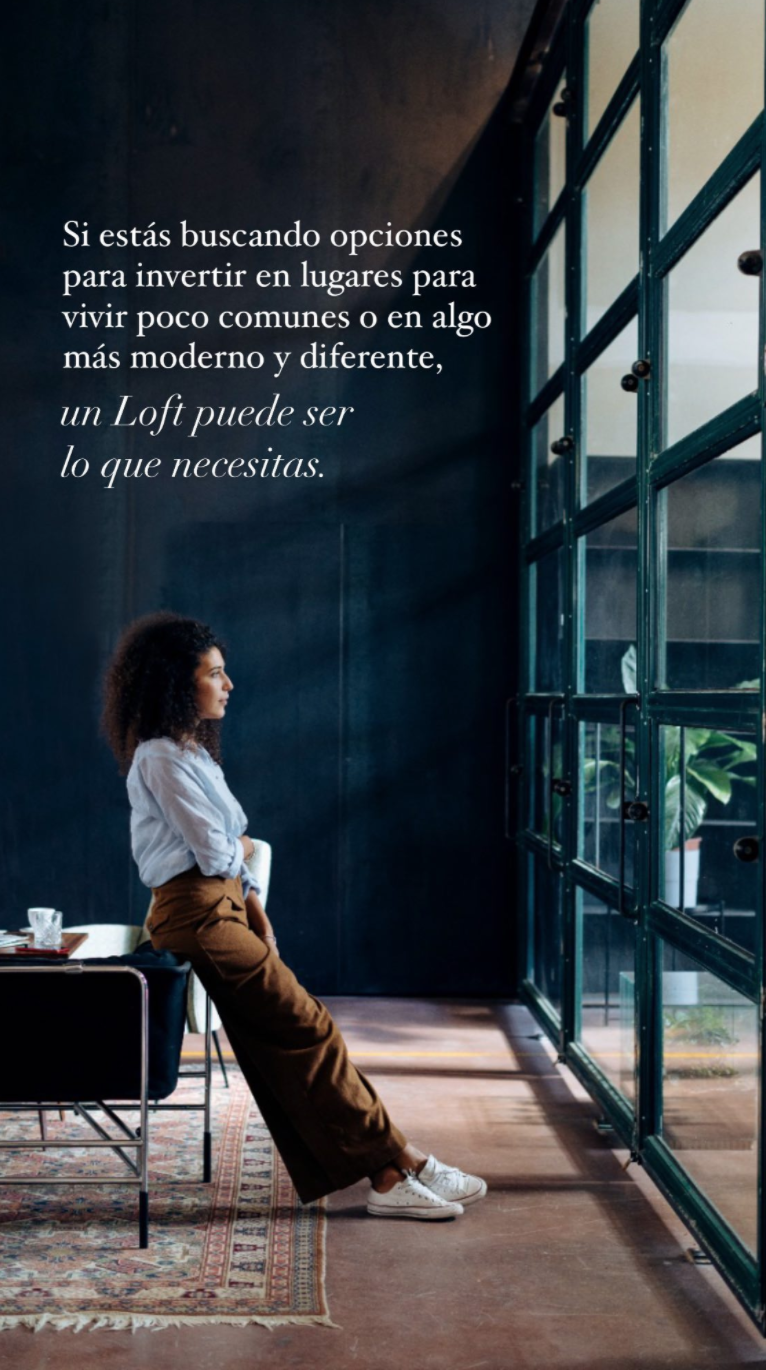 Si estás buscando opciones
para invertir en lugares para
vivir poco comunes o en algo
más moderno y diferente,
un Loft puede ser
lo que necesitas.